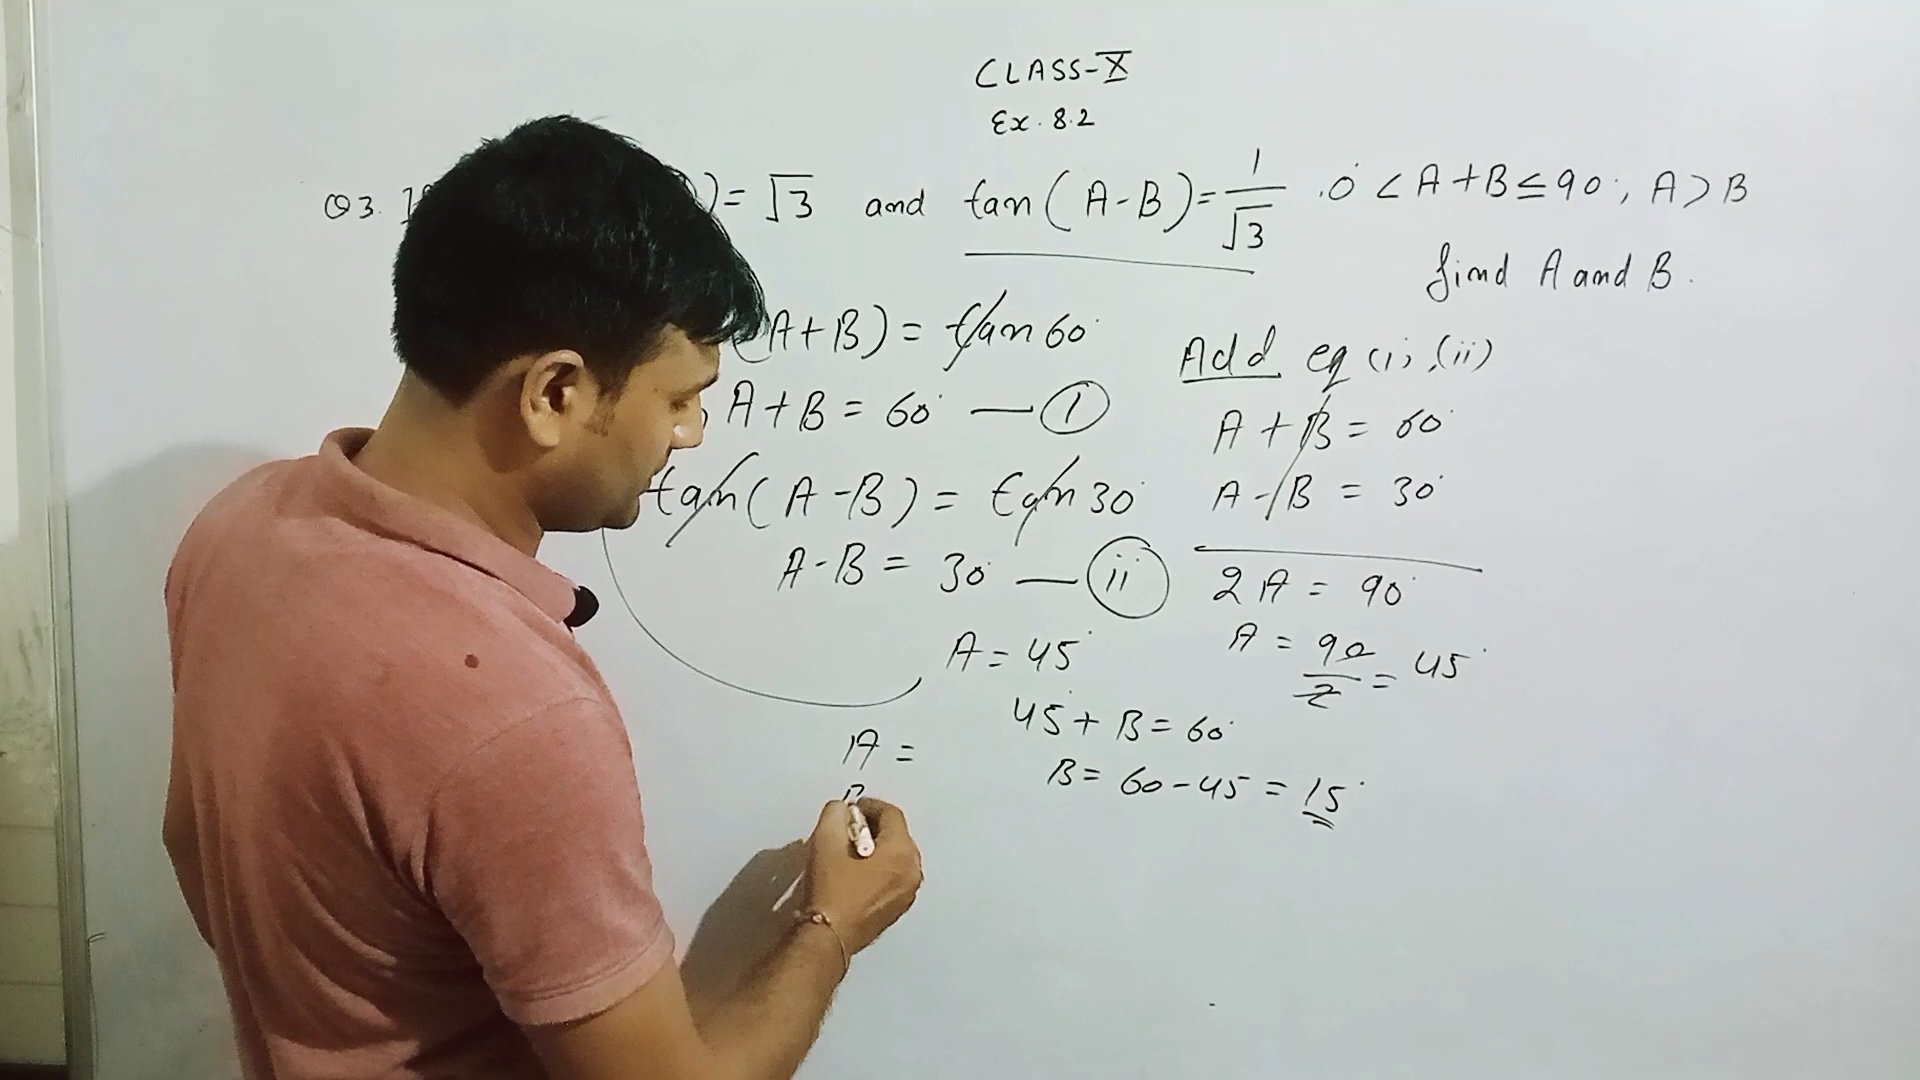 CLASS-X
Ex. 8.2
Q3. ) = √3 and tan(A-B) = 1/√3 . 0° < A+B ≤ 90°, A > B
find A and B.
(A+B) = tan 60°
A+B = 60° — (i)
tan(A-B) = tan 30°
A-B = 30° — (ii)
Add eq (i), (ii)
A + B = 60°
A - B = 30°
2A = 90°
A = 90/2 = 45°
A = 45°
45° + B = 60°
B = 60 - 45 = 15°
A =